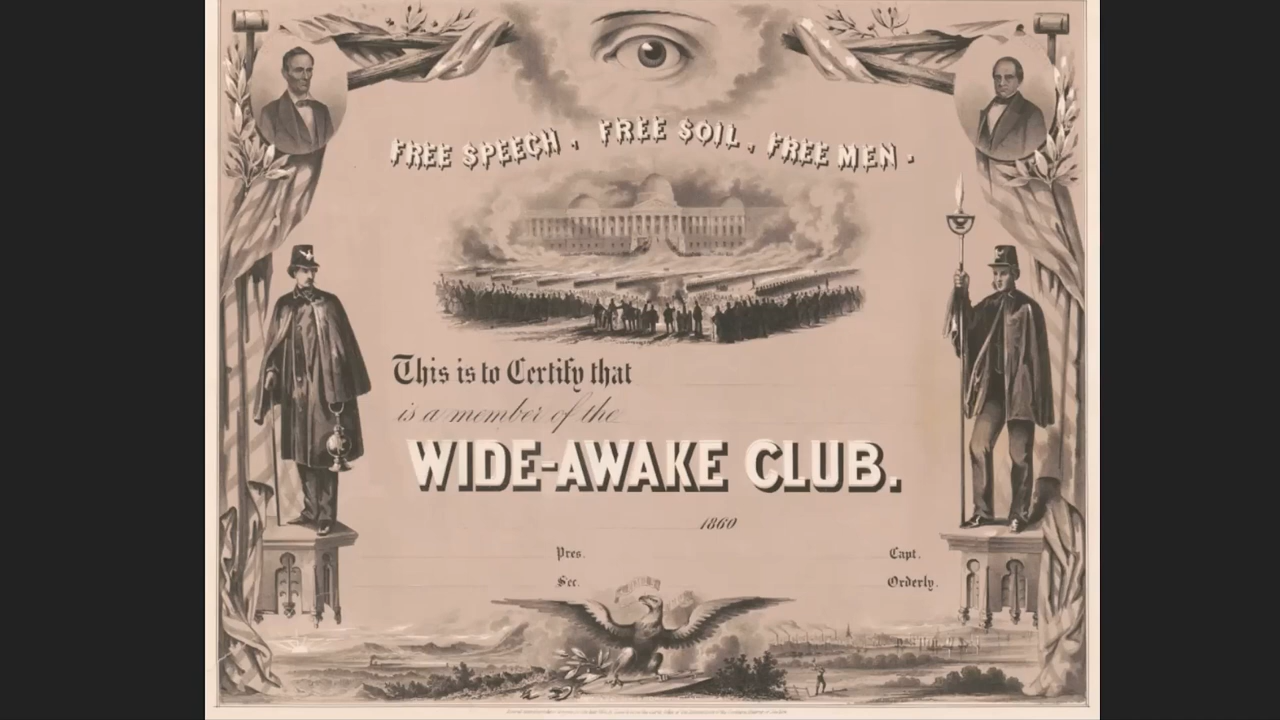 FREE SPEECH, FREE SOIL, FREE MEN.
This is to Certify that
is a member of the
WIDE-AWAKE CLUB.
1860
Pres. Capt.
Sec. Orderly.